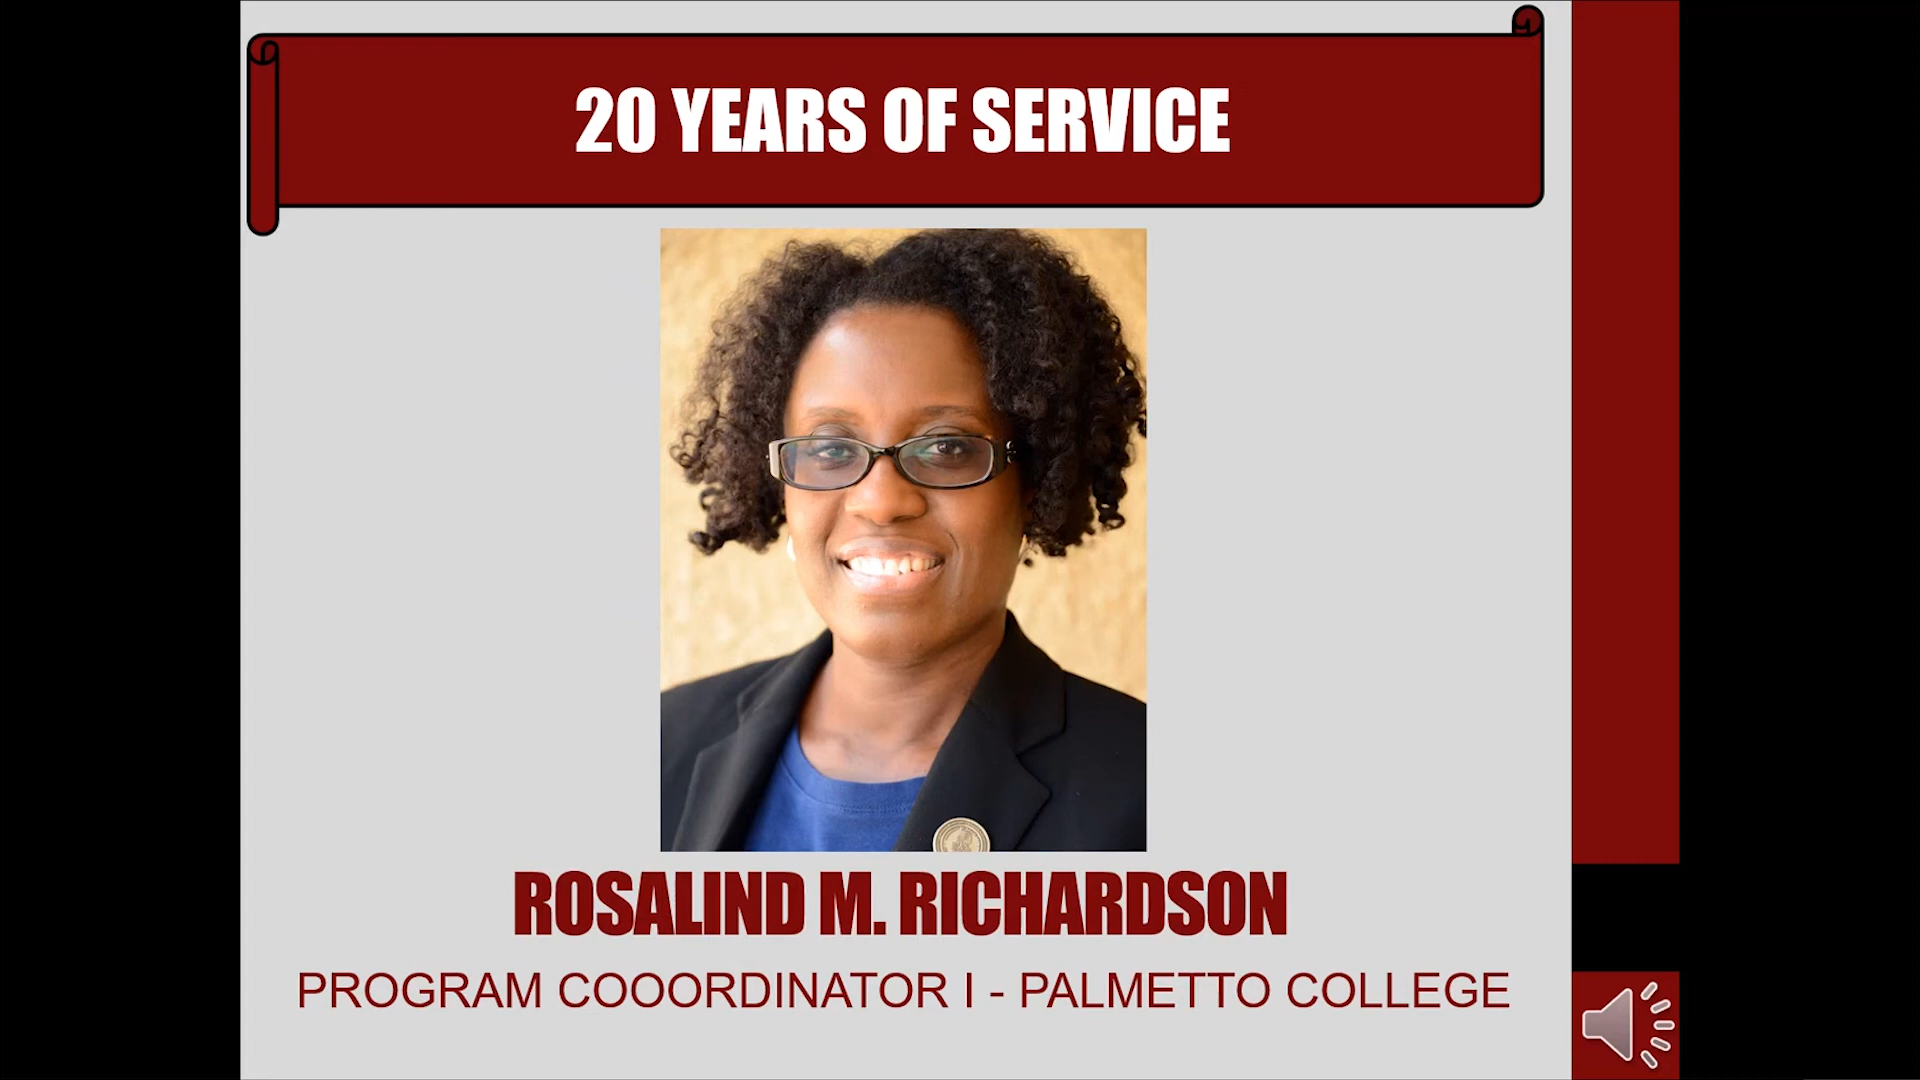 20 YEARS OF SERVICE
ROSALIND M. RICHARDSON
PROGRAM COOORDINATOR I - PALMETTO COLLEGE